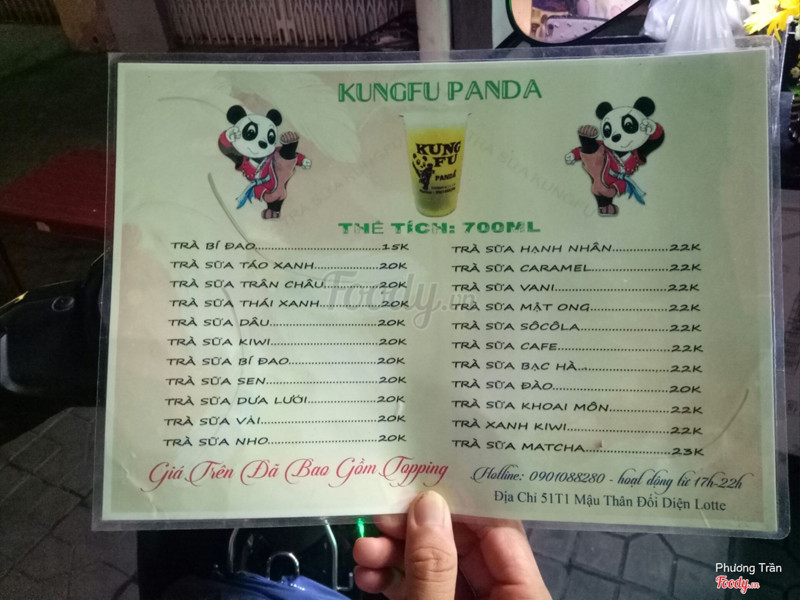 KUNGFU PANDA
KUNG
FU
PANDA
THỂ TÍCH: 700ML
TRÀ BÍ ĐAO..........15K
TRÀ SỮA TÁO XANH..........20K
TRÀ SỮA TRÂN CHÂU..........20K
TRÀ SỮA THÁI XANH..........20K
TRÀ SỮA DÂU..........20K
TRÀ SỮA KIWI..........20K
TRÀ SỮA BÍ ĐAO..........20K
TRÀ SỮA SEN..........20K
TRÀ SỮA DƯA LƯỚI..........20K
TRÀ SỮA VẢI..........20K
TRÀ SỮA NHO..........20K
TRÀ SỮA HẠNH NHÂN..........22K
TRÀ SỮA CARAMEL..........22K
TRÀ SỮA VANI..........22K
TRÀ SỮA MẬT ONG..........22K
TRÀ SỮA SÔCÔLA..........22K
TRÀ SỮA CAFE..........22K
TRÀ SỮA BẠC HÀ..........22K
TRÀ SỮA ĐÀO..........20K
TRÀ SỮA KHOAI MÔN..........22K
TRÀ XANH KIWI..........22K
TRÀ SỮA MATCHA..........23K
Giá Trên Đã Bao Gồm Topping
Hotline: 0901088280 - hoạt động từ 17h-22h
Địa Chỉ 51T1 Mậu Thân Đối Diện Lotte
Foody.vn
Phương Trần
Foody.vn